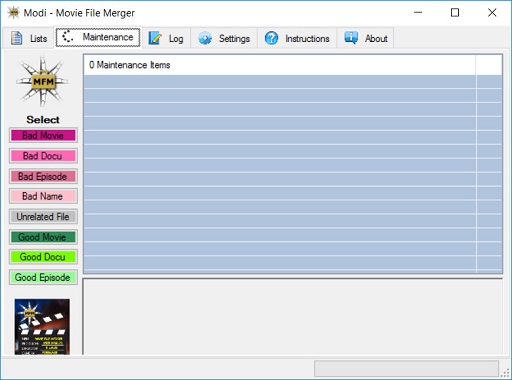 Modi - Movie File Merger
Lists Maintenance Log Settings Instructions About
0 Maintenance Items
MFM
Select
Bad Movie
Bad Docu
Bad Episode
Bad Name
Unrelated File
Good Movie
Good Docu
Good Episode